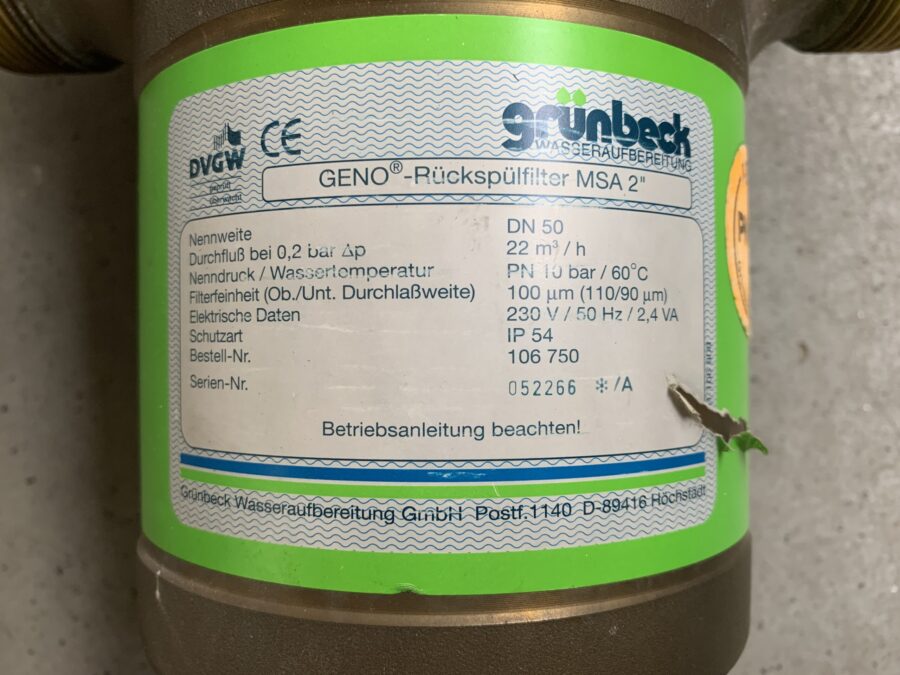 DVGW
geprüft
überwacht
CE
grünbeck
WASSERAUFBEREITUNG
GENO®-Rückspülfilter MSA 2"
Nennweite DN 50
Durchfluß bei 0,2 bar Δp 22 m³ / h
Nenndruck / Wassertemperatur PN 10 bar / 60°C
Filterfeinheit (Ob./Unt. Durchlaßweite) 100 µm (110/90 µm)
Elektrische Daten 230 V / 50 Hz / 2,4 VA
Schutzart IP 54
Bestell-Nr. 106 750
Serien-Nr. 052266 ✻/A
Betriebsanleitung beachten!
Grünbeck Wasseraufbereitung GmbH Postf.1140 D-89416 Höchstädt